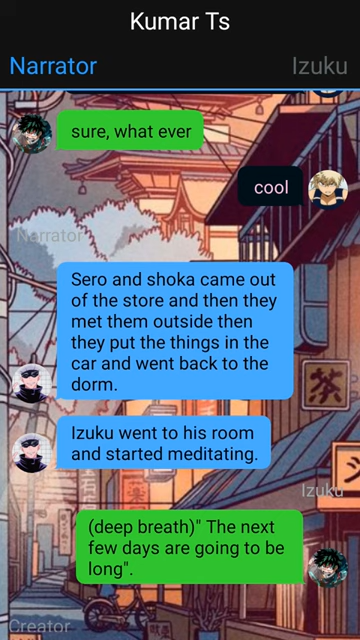 Kumar Ts
Narrator
Izuku
sure, what ever
cool
Narrator
Sero and shoka came out
of the store and then they
met them outside then
they put the things in the
car and went back to the
dorm.
Izuku went to his room
and started meditating.
Izuku
(deep breath)" The next
few days are going to be
long".
Creator